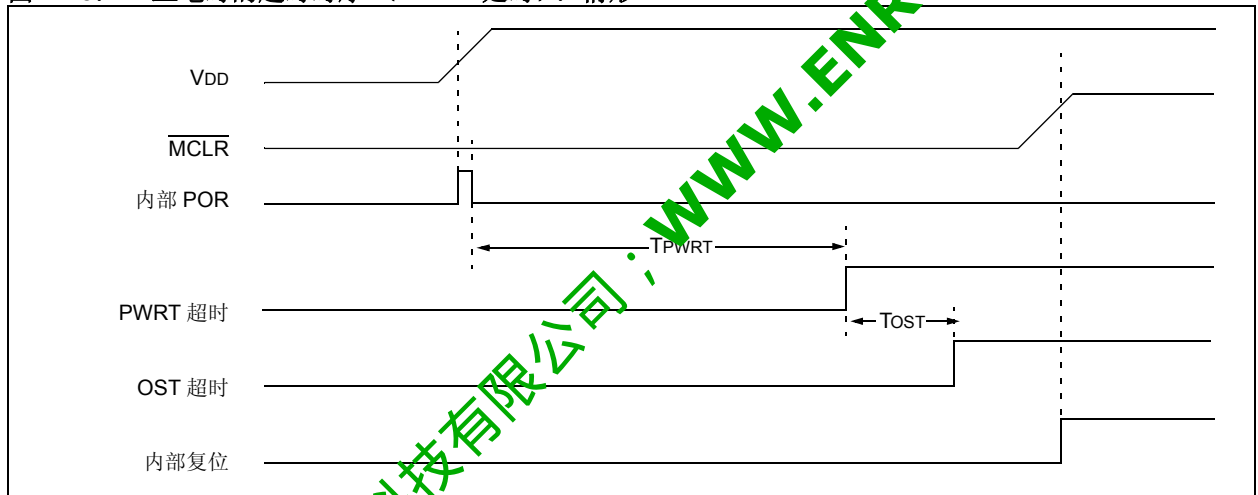 VDD
MCLR
内部 POR
TPWRT
PWRT 超时
TOST
OST 超时
内部复位
科技有限公司；WWW.ENR